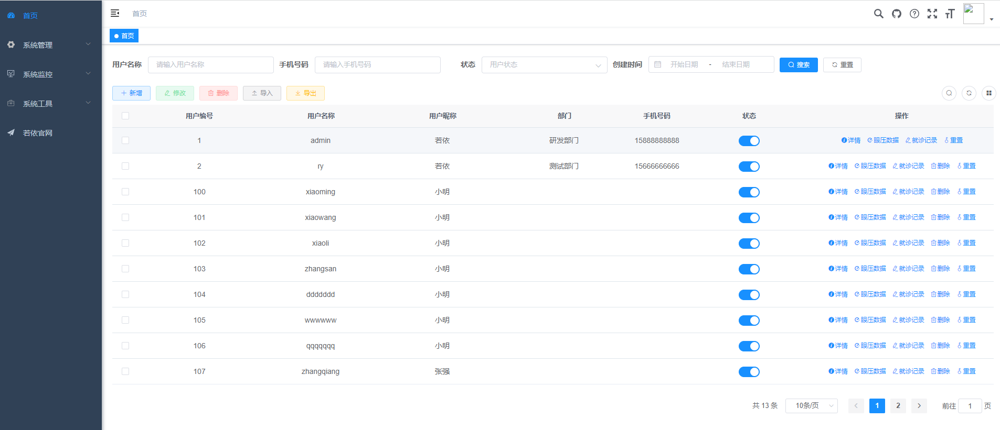 首页
系统管理
系统监控
系统工具
若依官网
首页
首页
用户名称 请输入用户名称 手机号码 请输入手机号码 状态 用户状态 创建时间 开始日期 - 结束日期 搜索 重置
新增 修改 删除 导入 导出
用户编号 用户名称 用户昵称 部门 手机号码 状态 操作
1 admin 若依 研发部门 15888888888 详情 眼压数据 就诊记录 重置
2 ry 若依 测试部门 15666666666 详情 眼压数据 就诊记录 删除 重置
100 xiaoming 小明 详情 眼压数据 就诊记录 删除 重置
101 xiaowang 小明 详情 眼压数据 就诊记录 删除 重置
102 xiaoli 小明 详情 眼压数据 就诊记录 删除 重置
103 zhangsan 小明 详情 眼压数据 就诊记录 删除 重置
104 ddddddd 小明 详情 眼压数据 就诊记录 删除 重置
105 wwwwww 小明 详情 眼压数据 就诊记录 删除 重置
106 qqqqqqq 小明 详情 眼压数据 就诊记录 删除 重置
107 zhangqiang 张强 详情 眼压数据 就诊记录 删除 重置
共 13 条 10条/页 1 2 前往 1 页